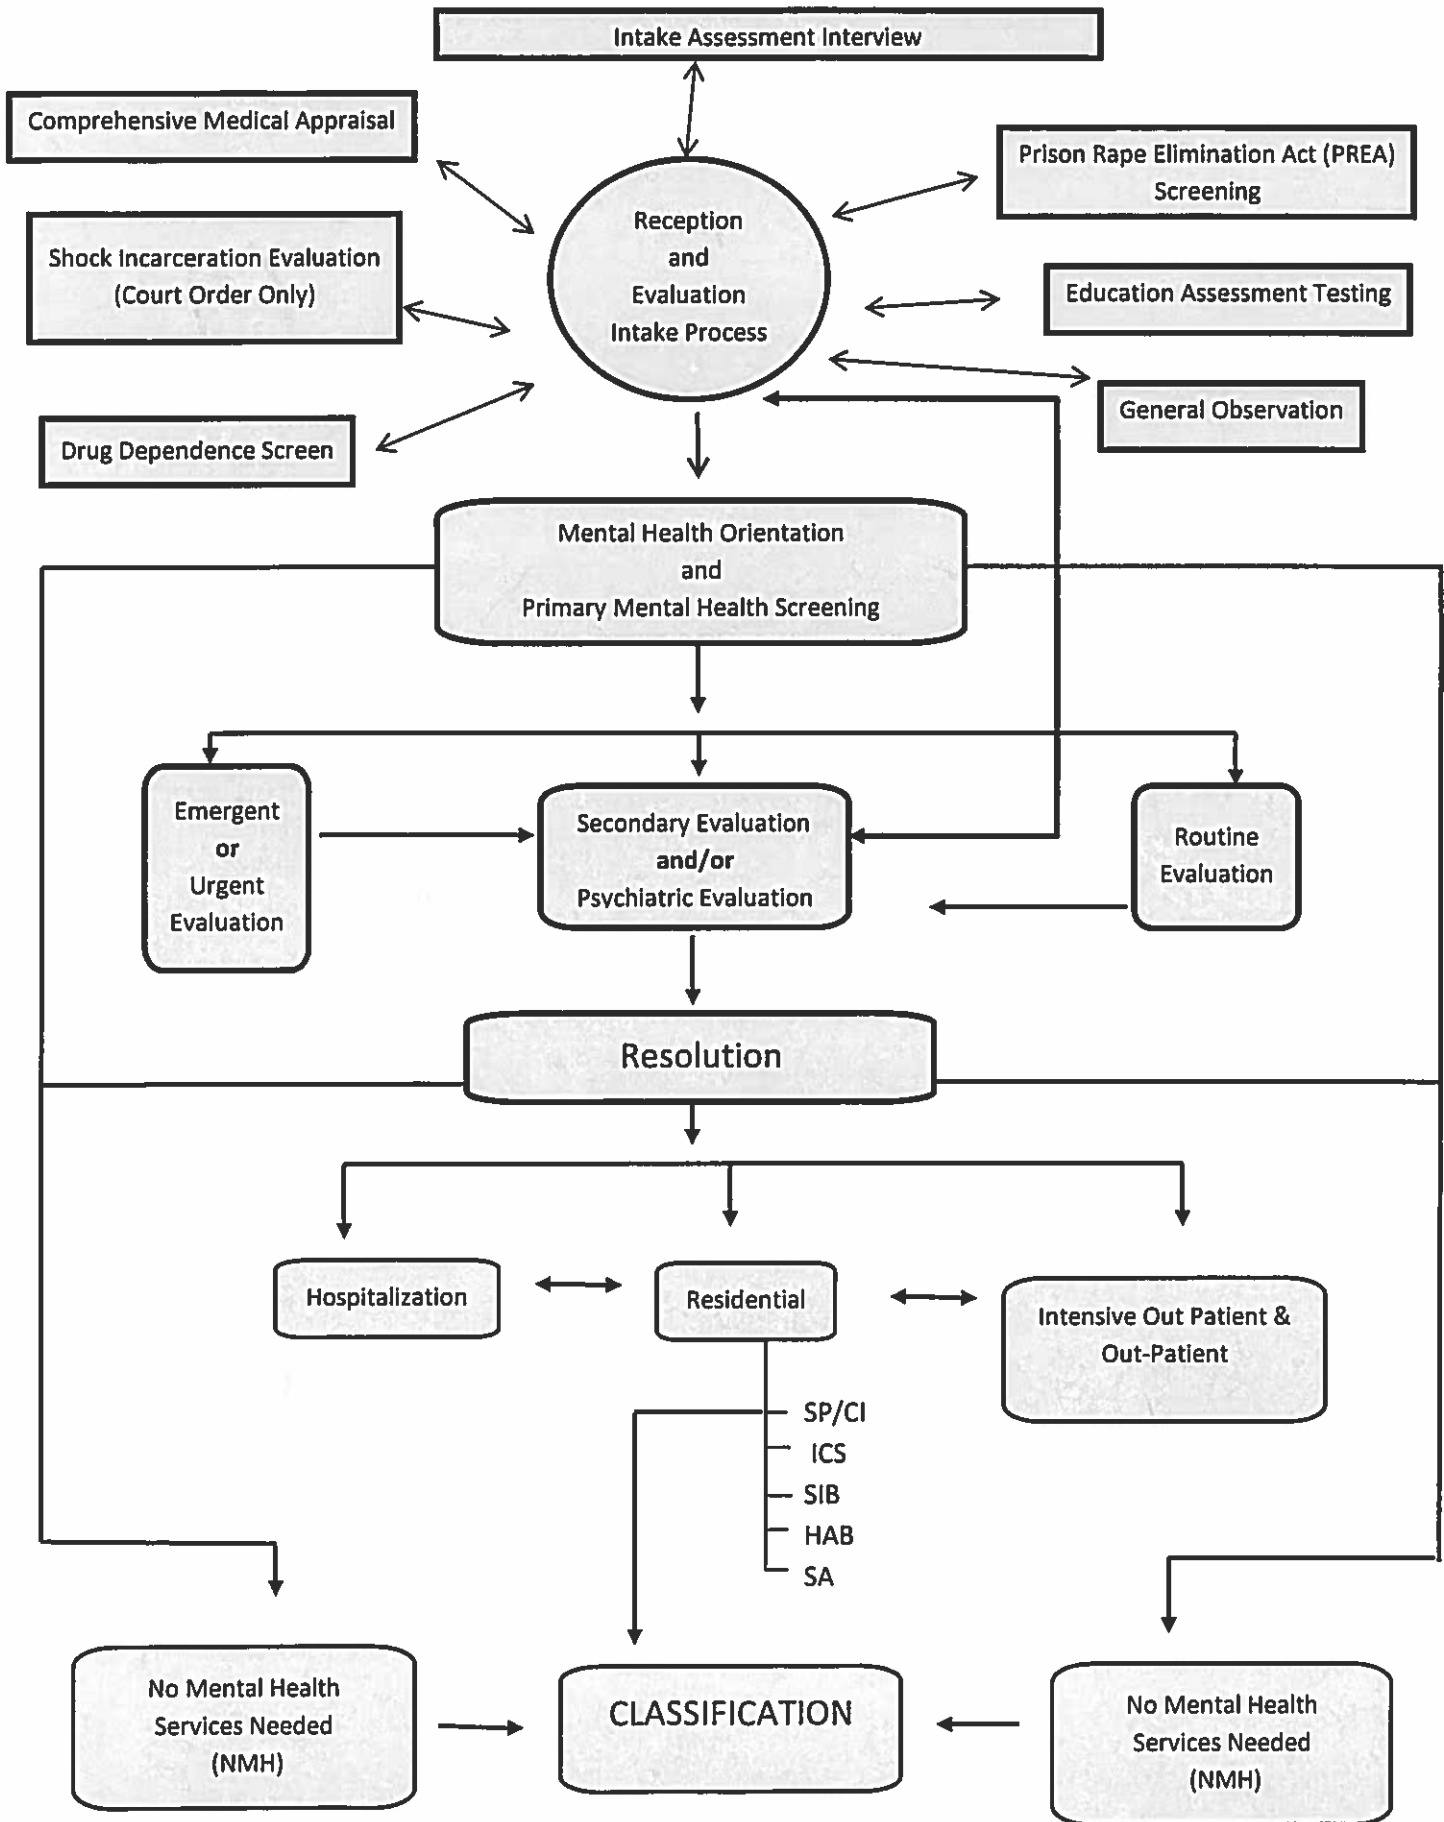 Intake Assessment Interview
Comprehensive Medical Appraisal
Prison Rape Elimination Act (PREA)
Screening
Reception
and
Evaluation
Intake Process
Shock Incarceration Evaluation
(Court Order Only)
Education Assessment Testing
General Observation
Drug Dependence Screen
Mental Health Orientation
and
Primary Mental Health Screening
Emergent
or
Urgent
Evaluation
Secondary Evaluation
and/or
Psychiatric Evaluation
Routine
Evaluation
Resolution
Hospitalization
Residential
Intensive Out Patient &
Out-Patient
SP/CI
ICS
SIB
HAB
SA
No Mental Health
Services Needed
(NMH)
CLASSIFICATION
No Mental Health
Services Needed
(NMH)